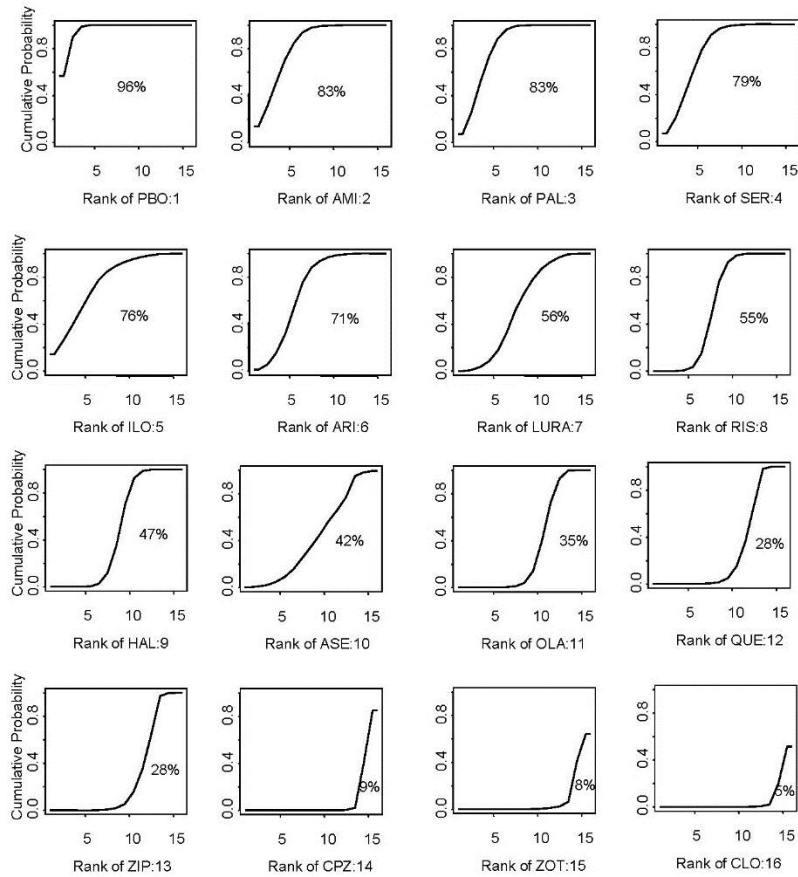 Cumulative Probability
0.0 0.4 0.8
96%
5 10 15
Rank of PBO:1
0.0 0.4 0.8
83%
5 10 15
Rank of AMI:2
0.0 0.4 0.8
83%
5 10 15
Rank of PAL:3
0.0 0.4 0.8
79%
5 10 15
Rank of SER:4
Cumulative Probability
0.0 0.4 0.8
76%
5 10 15
Rank of ILO:5
0.0 0.4 0.8
71%
5 10 15
Rank of ARI:6
0.0 0.4 0.8
56%
5 10 15
Rank of LURA:7
0.0 0.4 0.8
55%
5 10 15
Rank of RIS:8
Cumulative Probability
0.0 0.4 0.8
47%
5 10 15
Rank of HAL:9
0.0 0.4 0.8
42%
5 10 15
Rank of ASE:10
0.0 0.4 0.8
35%
5 10 15
Rank of OLA:11
0.0 0.4 0.8
28%
5 10 15
Rank of QUE:12
Cumulative Probability
0.0 0.4 0.8
28%
5 10 15
Rank of ZIP:13
0.0 0.4 0.8
9%
5 10 15
Rank of CPZ:14
0.0 0.4 0.8
8%
5 10 15
Rank of ZOT:15
0.0 0.4 0.8
5%
5 10 15
Rank of CLO:16